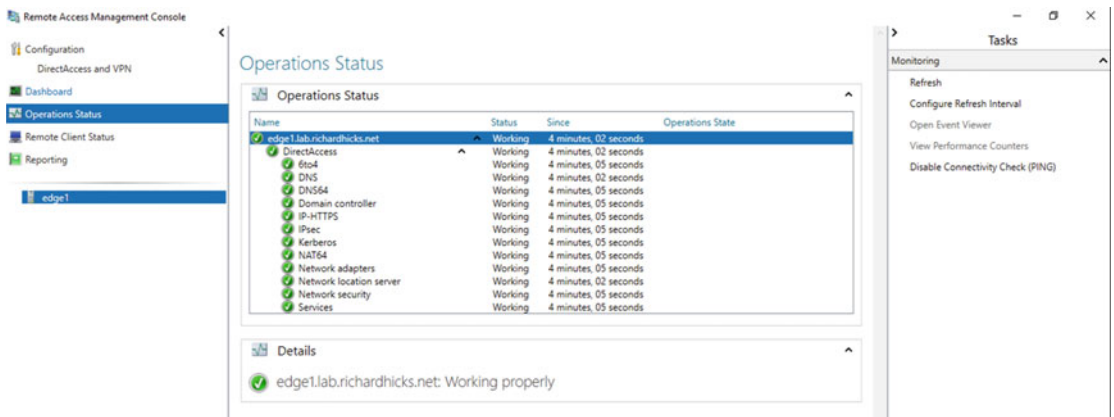 Remote Access Management Console
Configuration
DirectAccess and VPN
Dashboard
Operations Status
Remote Client Status
Reporting
edge1
Operations Status
Operations Status
Name Status Since Operations State
edge1.lab.richardhicks.net Working 4 minutes, 02 seconds
DirectAccess Working 4 minutes, 02 seconds
6to4 Working 4 minutes, 05 seconds
DNS Working 4 minutes, 02 seconds
DNS64 Working 4 minutes, 05 seconds
Domain controller Working 4 minutes, 02 seconds
IP-HTTPS Working 4 minutes, 05 seconds
IPsec Working 4 minutes, 05 seconds
Kerberos Working 4 minutes, 05 seconds
NAT64 Working 4 minutes, 05 seconds
Network adapters Working 4 minutes, 05 seconds
Network location server Working 4 minutes, 02 seconds
Network security Working 4 minutes, 05 seconds
Services Working 4 minutes, 05 seconds
Details
edge1.lab.richardhicks.net: Working properly
Tasks
Monitoring
Refresh
Configure Refresh Interval
Open Event Viewer
View Performance Counters
Disable Connectivity Check (PING)